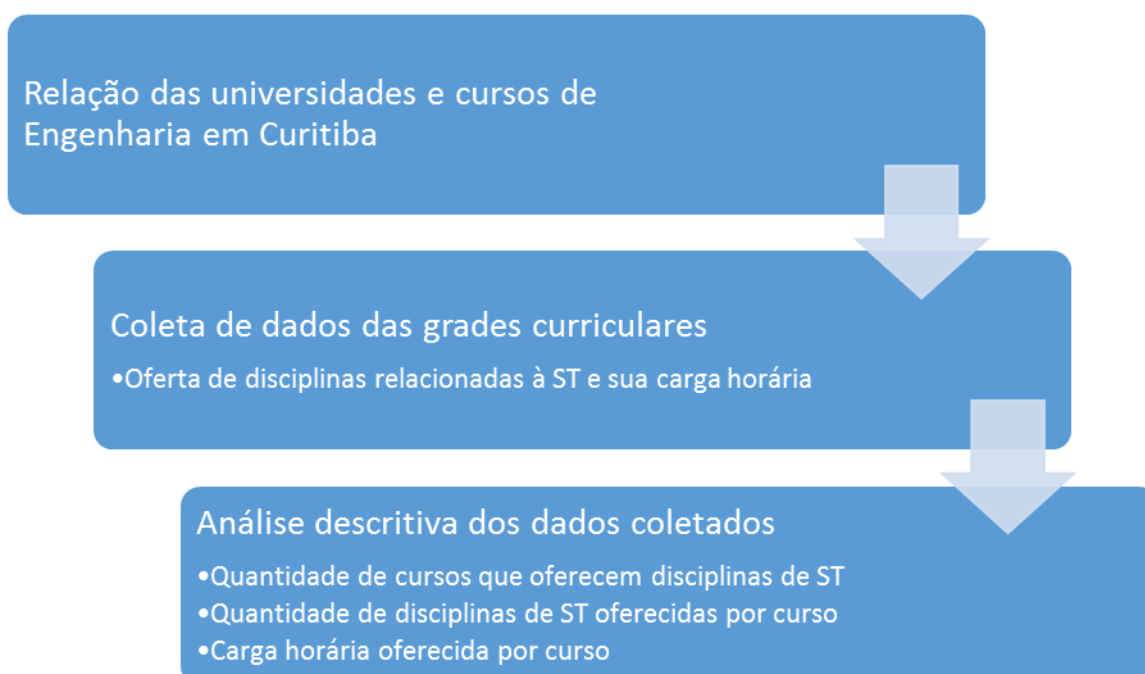 Relação das universidades e cursos de
Engenharia em Curitiba
Coleta de dados das grades curriculares
•Oferta de disciplinas relacionadas à ST e sua carga horária
Análise descritiva dos dados coletados
•Quantidade de cursos que oferecem disciplinas de ST
•Quantidade de disciplinas de ST oferecidas por curso
•Carga horária oferecida por curso